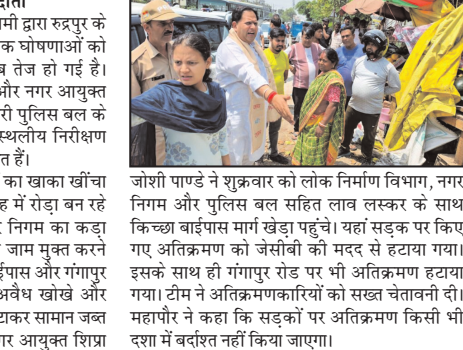 मी द्वारा रुद्रपुर के
क घोषणाओं को
तेज हो गई है।
और नगर आयुक्त
री पुलिस बल के
स्थलीय निरीक्षण
त हैं।
का खाका खींचा
ह में रोड़ा बन रहे
निगम का कड़ा
जाम मुक्त करने
ईपास और गंगापुर
अवैध खोखे और
टाकर सामान जब्त
गर आयुक्त शिप्रा
जोशी पाण्डे ने शुक्रवार को लोक निर्माण विभाग, नगर
निगम और पुलिस बल सहित लाव लस्कर के साथ
किच्छा बाईपास मार्ग खेड़ा पहुंचे। यहां सड़क पर किए
गए अतिक्रमण को जेसीबी की मदद से हटाया गया।
इसके साथ ही गंगापुर रोड पर भी अतिक्रमण हटाया
गया। टीम ने अतिक्रमणकारियों को सख्त चेतावनी दी।
महापौर ने कहा कि सड़कों पर अतिक्रमण किसी भी
दशा में बर्दाश्त नहीं किया जाएगा।